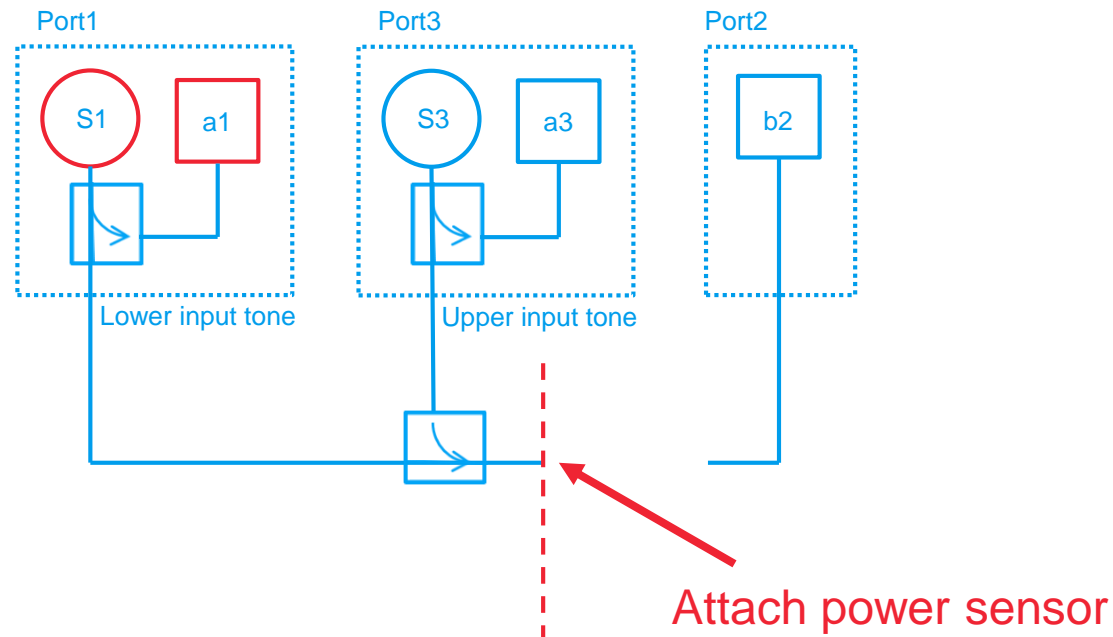 Port1
Port3
Port2
S1
a1
S3
a3
b2
Lower input tone
Upper input tone
Attach power sensor